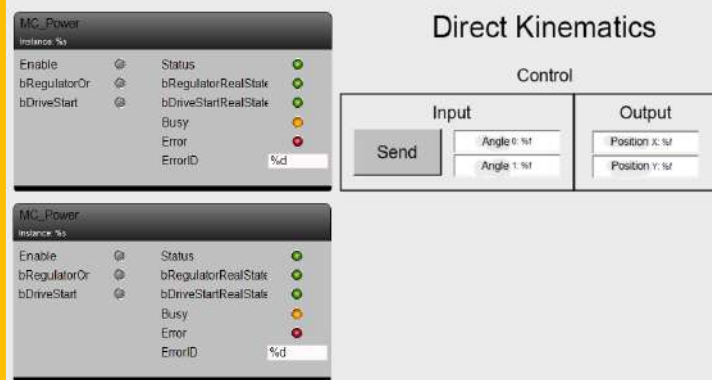 MC_Power
Instance: %s
Enable Status
bRegulatorOr bRegulatorRealState
bDriveStart bDriveStartRealState
Busy
Error
ErrorID %d
MC_Power
Instance: %s
Enable Status
bRegulatorOr bRegulatorRealState
bDriveStart bDriveStartRealState
Busy
Error
ErrorID %d
Direct Kinematics
Control
Input Output
Send
Angle 0: %f
Angle 1: %f
Position X: %f
Position Y: %f